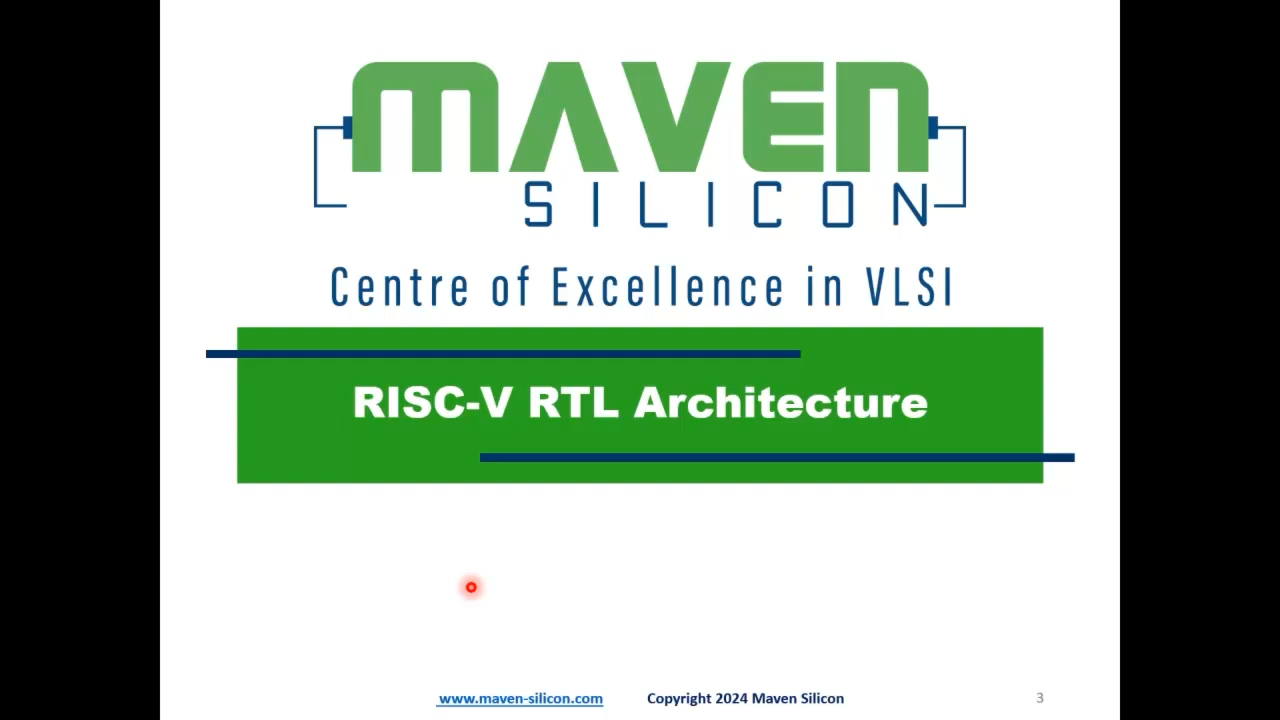 MAVEN
SILICON
Centre of Excellence in VLSI
RISC-V RTL Architecture
www.maven-silicon.com Copyright 2024 Maven Silicon 3